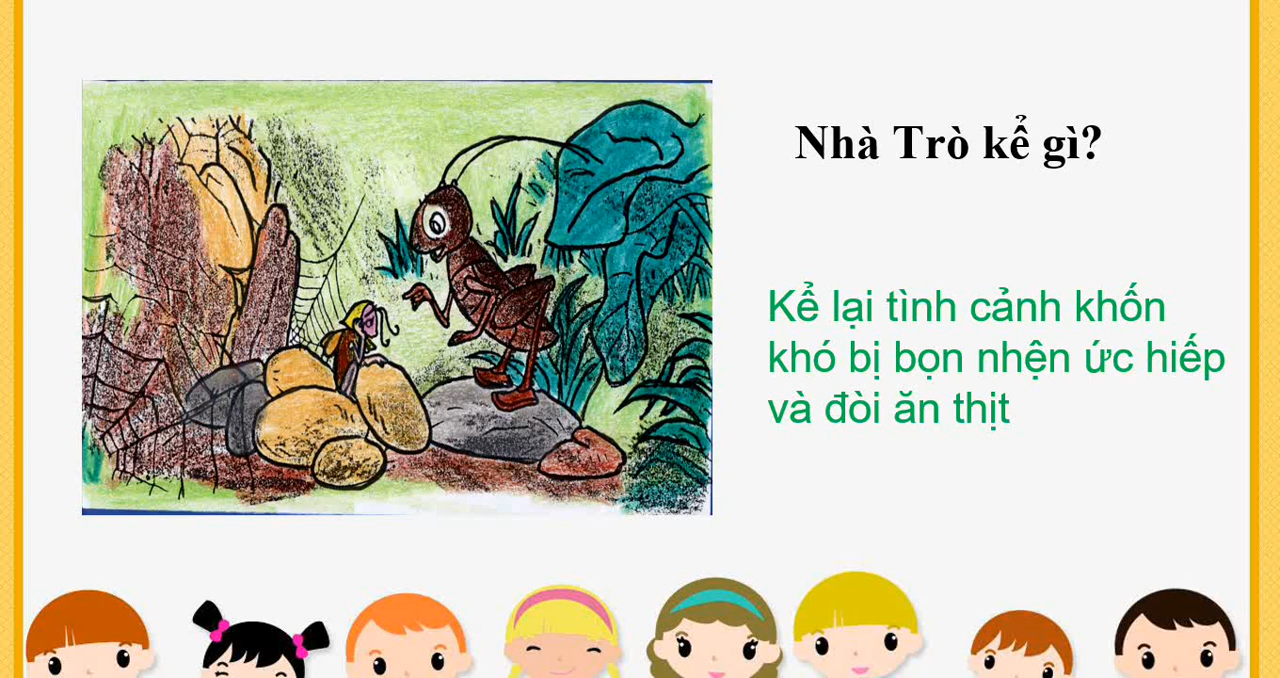 Nhà Trò kể gì?
Kể lại tình cảnh khốn
khó bị bọn nhện ức hiếp
và đòi ăn thịt